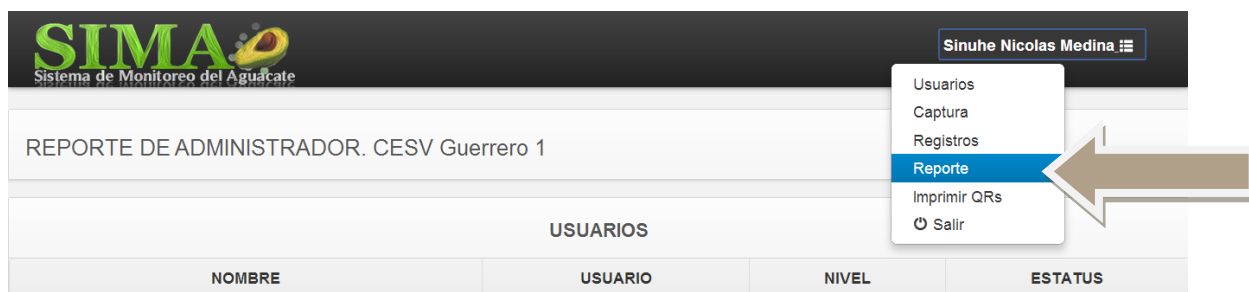 SIMA
Sistema de Monitoreo del Aguacate
Sinuhe Nicolas Medina
Usuarios
Captura
Registros
Reporte
Imprimir QRs
Salir
REPORTE DE ADMINISTRADOR. CESV Guerrero 1
USUARIOS
NOMBRE USUARIO NIVEL ESTATUS